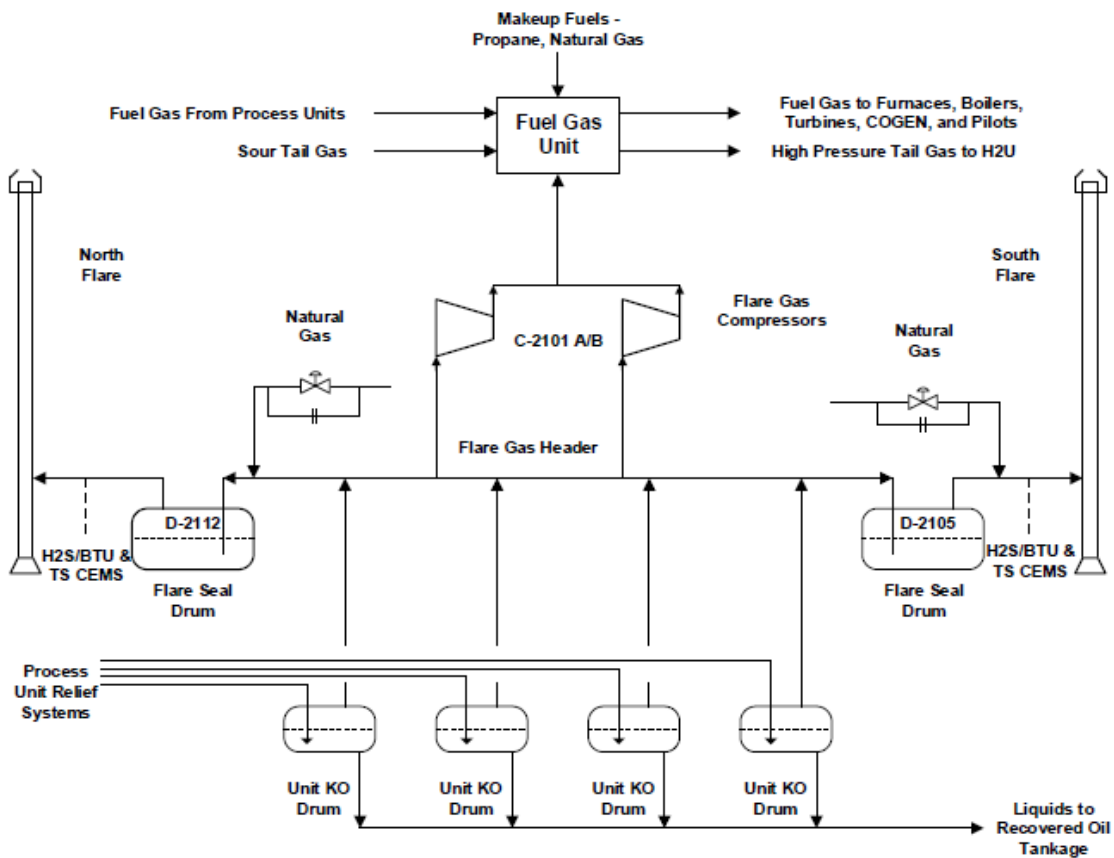 Makeup Fuels -
Propane, Natural Gas
Fuel Gas From Process Units
Sour Tail Gas
Fuel Gas
Unit
Fuel Gas to Furnaces, Boilers,
Turbines, COGEN, and Pilots
High Pressure Tail Gas to H2U
North
Flare
South
Flare
Natural
Gas
C-2101 A/B
Flare Gas
Compressors
Natural
Gas
Flare Gas Header
D-2112
H2S/BTU &
TS CEMS
Flare Seal
Drum
D-2105
H2S/BTU &
TS CEMS
Flare Seal
Drum
Process
Unit Relief
Systems
Unit KO
Drum
Unit KO
Drum
Unit KO
Drum
Unit KO
Drum
Liquids to
Recovered Oil
Tankage